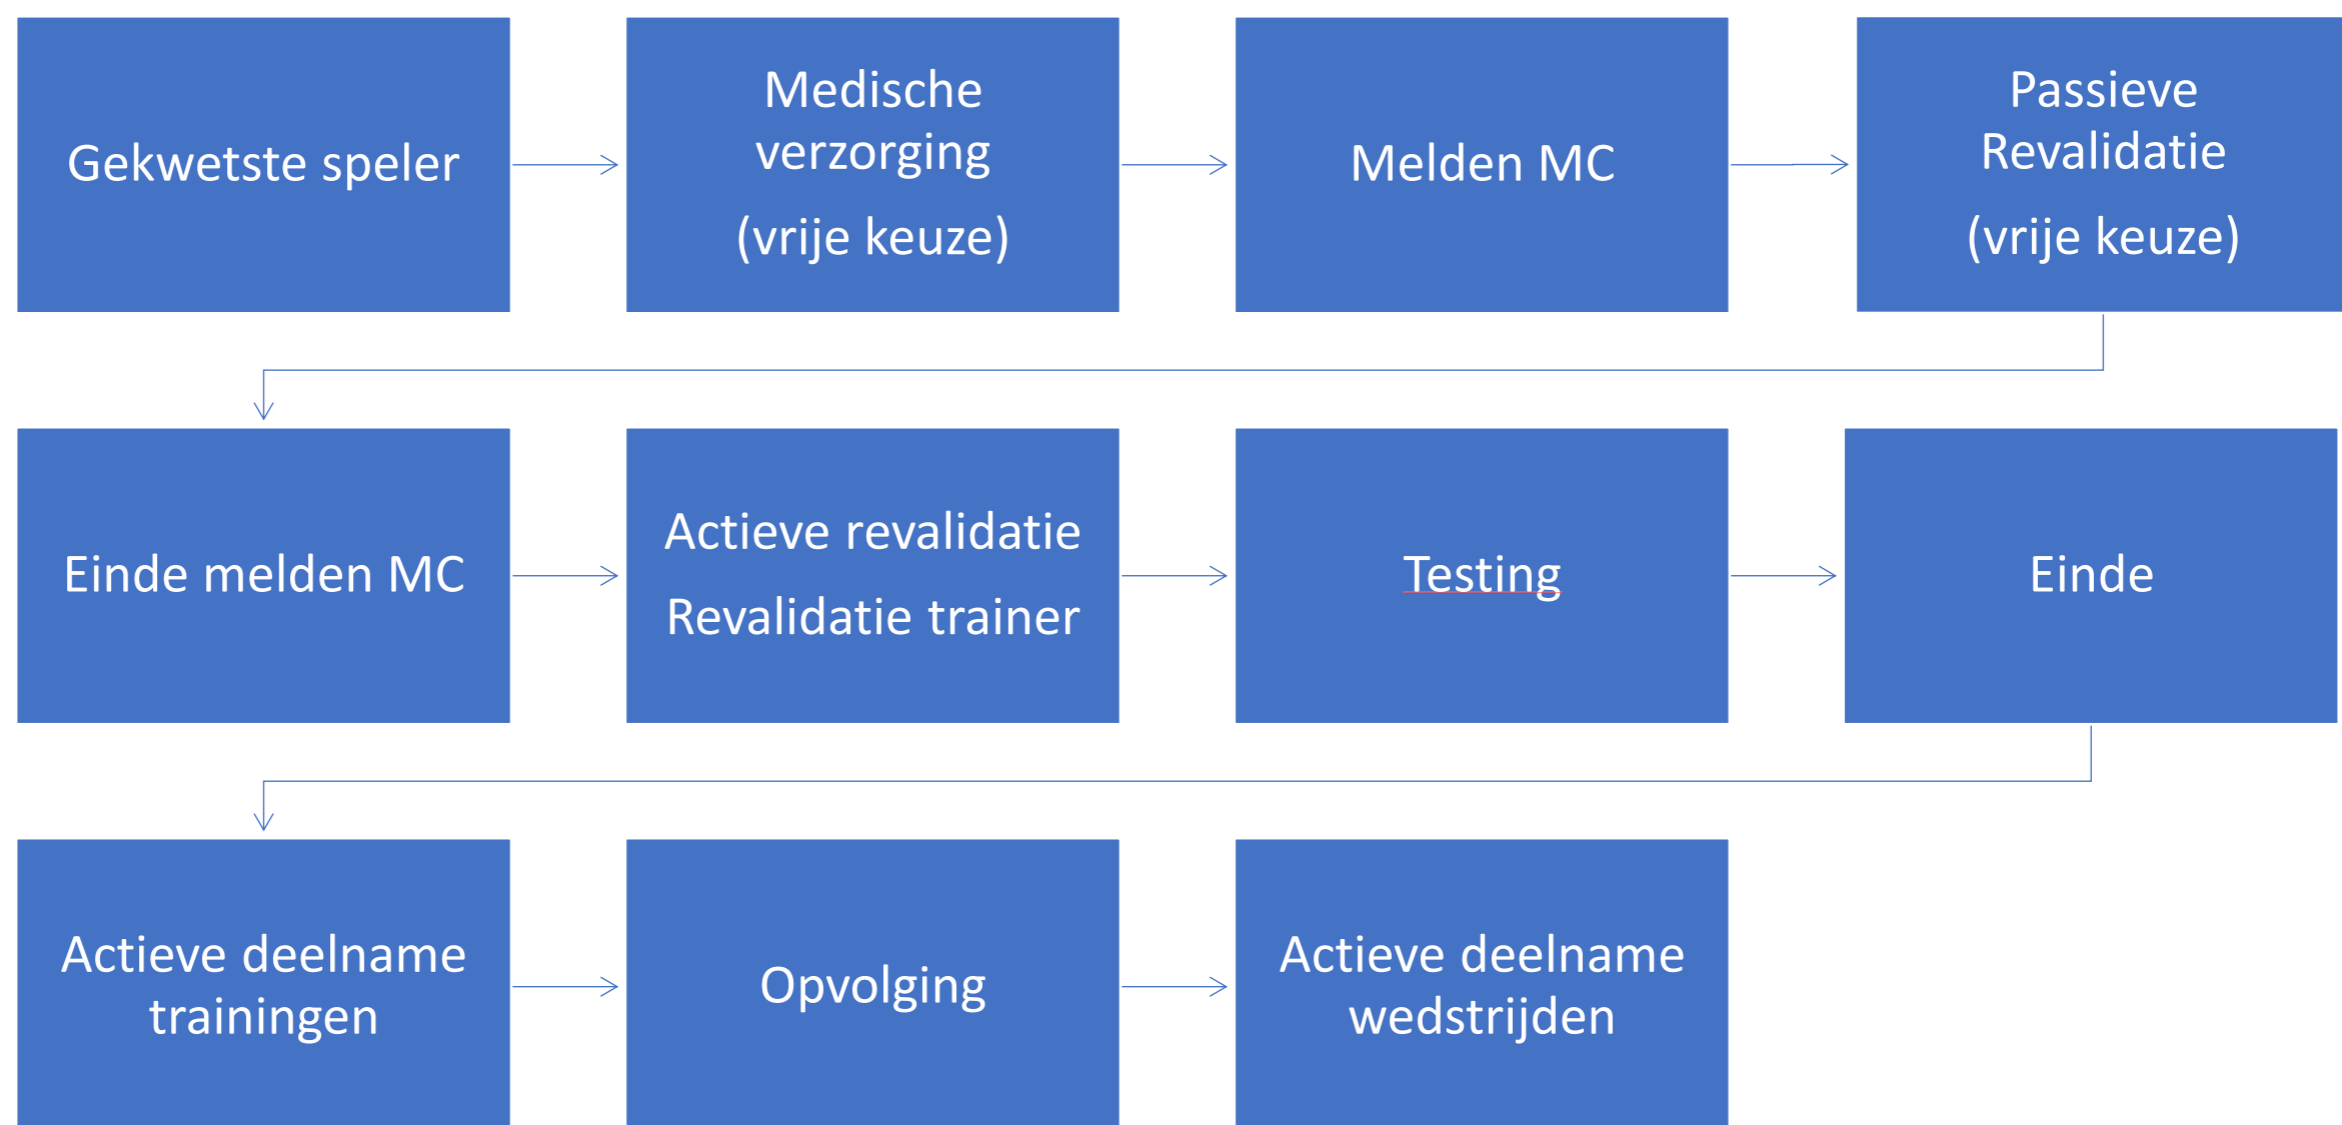 Gekwetste speler
Medische
verzorging
(vrije keuze)
Melden MC
Passieve
Revalidatie
(vrije keuze)
Einde melden MC
Actieve revalidatie
Revalidatie trainer
Testing
Einde
Actieve deelname
trainingen
Opvolging
Actieve deelname
wedstrijden